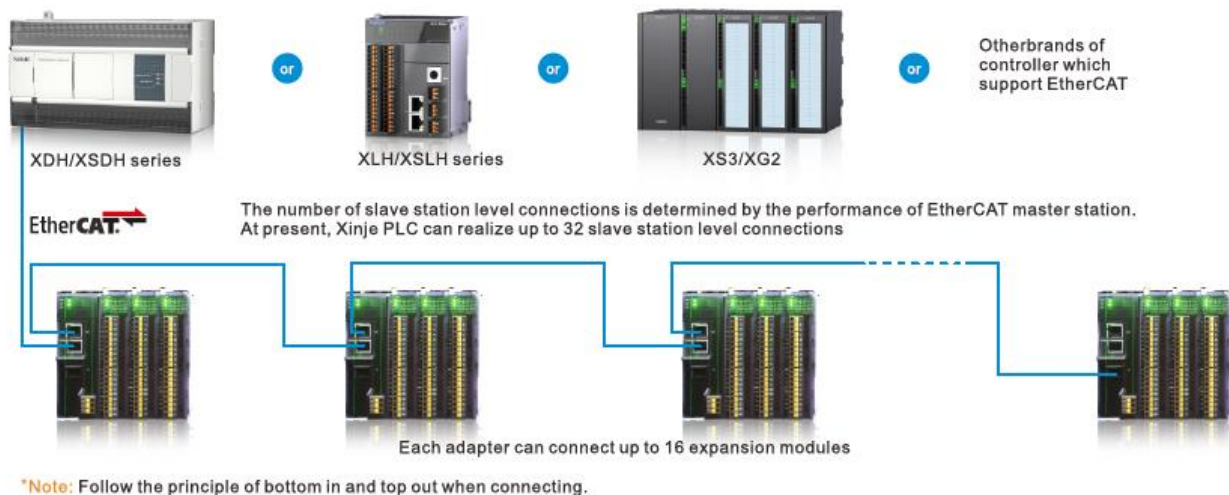 or
or
or
Otherbrands of
controller which
support EtherCAT
XDH/XSDH series
XLH/XSLH series
XS3/XG2
EtherCAT
The number of slave station level connections is determined by the performance of EtherCAT master station.
At present, Xinje PLC can realize up to 32 slave station level connections
Each adapter can connect up to 16 expansion modules
*Note: Follow the principle of bottom in and top out when connecting.